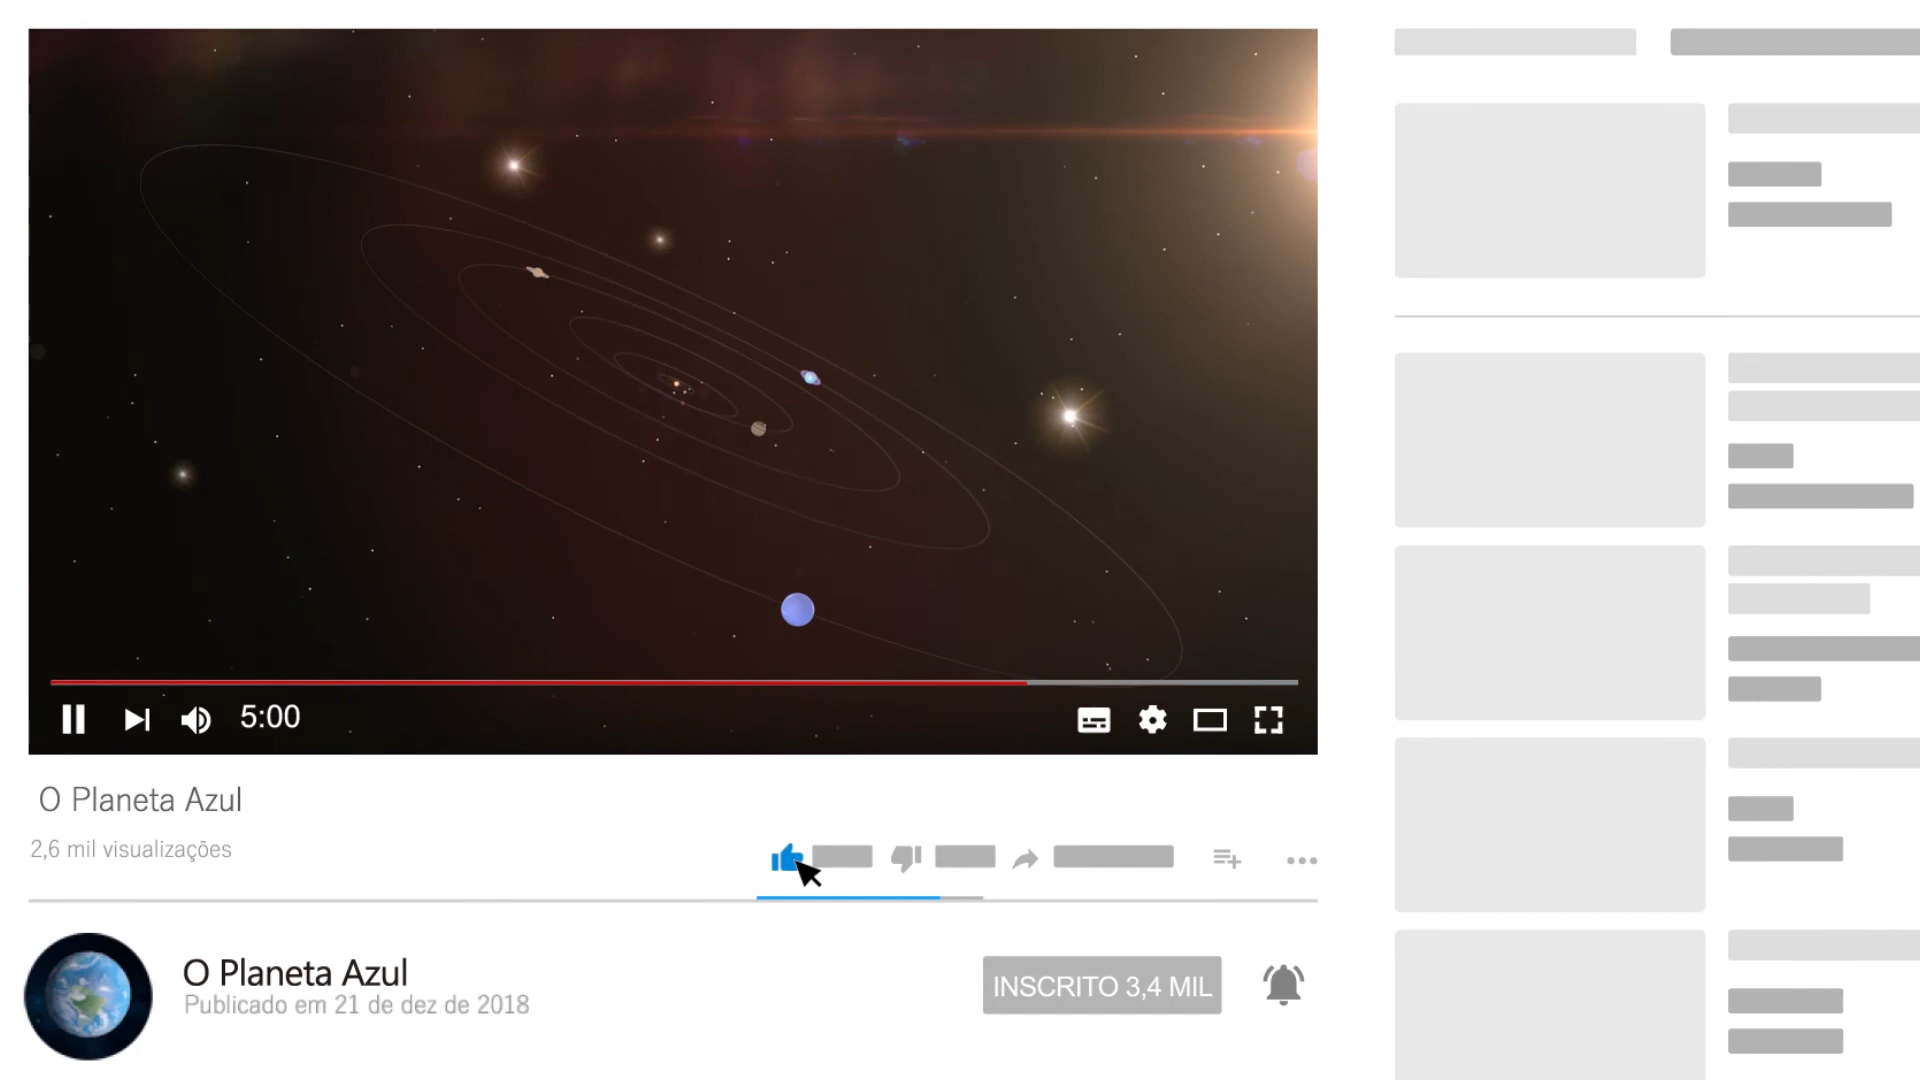 5:00
O Planeta Azul
2,6 mil visualizações
O Planeta Azul
Publicado em 21 de dez de 2018
INSCRITO 3,4 MIL